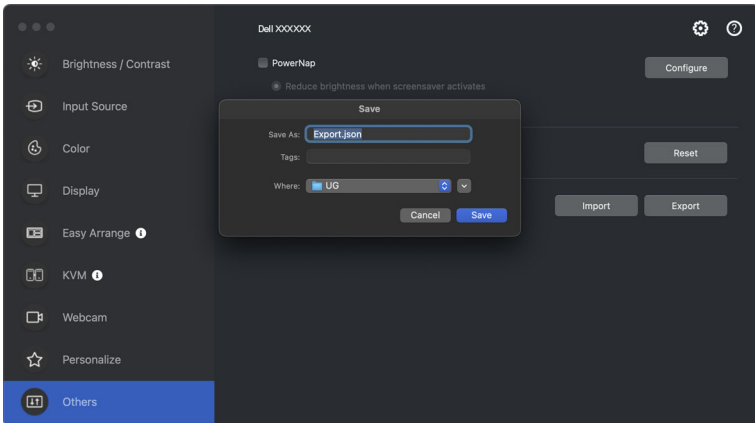 Dell XXXXXX
Brightness / Contrast
PowerNap
Configure
Reduce brightness when screensaver activates
Input Source
Save
Save As: Export.json
Tags:
Where: UG
Cancel Save
Color
Reset
Display
Import Export
Easy Arrange
KVM
Webcam
Personalize
Others